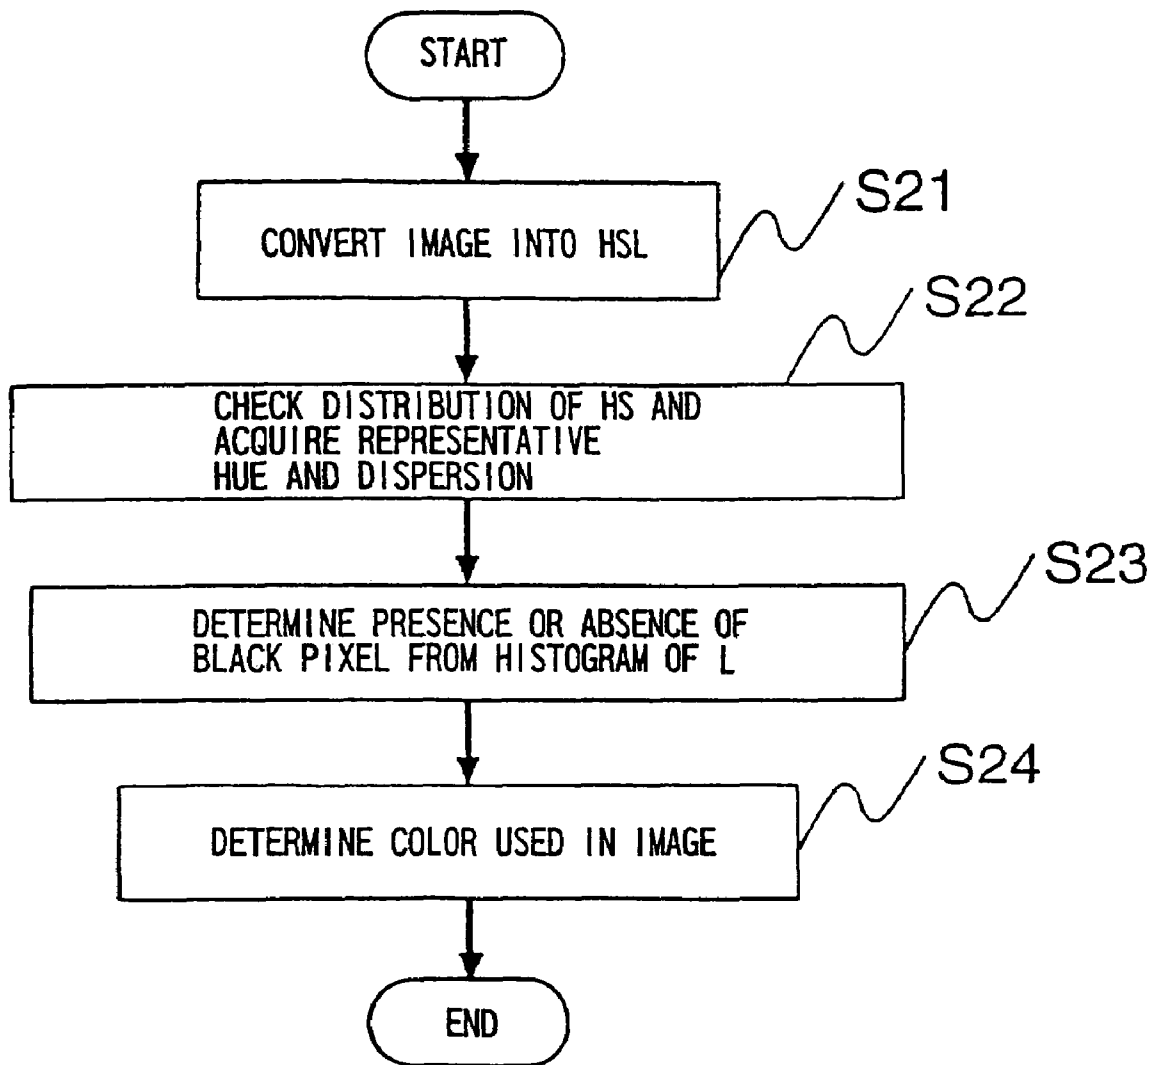 START
CONVERT IMAGE INTO HSL
S21
S22
CHECK DISTRIBUTION OF HS AND
ACQUIRE REPRESENTATIVE
HUE AND DISPERSION
S23
DETERMINE PRESENCE OR ABSENCE OF
BLACK PIXEL FROM HISTOGRAM OF L
S24
DETERMINE COLOR USED IN IMAGE
END